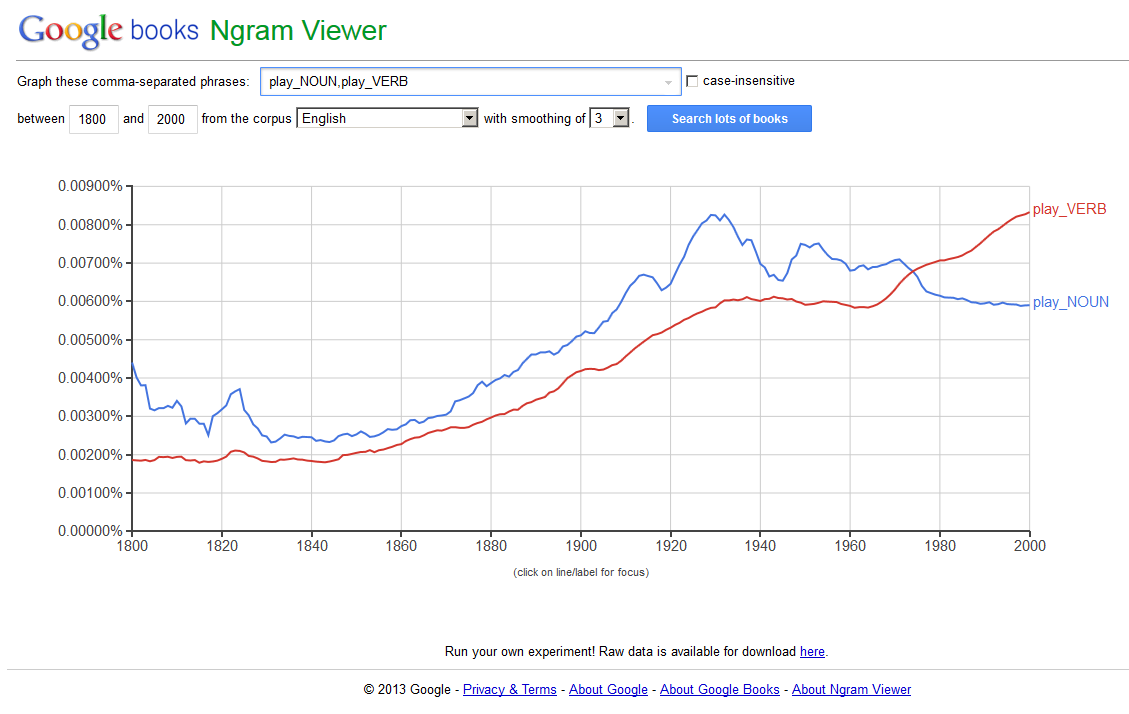 Google books Ngram Viewer
Graph these comma-separated phrases: play_NOUN,play_VERB case-insensitive
between 1800 and 2000 from the corpus English with smoothing of 3 . Search lots of books
0.00900%
play_VERB
0.00800%
0.00700%
0.00600%
play_NOUN
0.00500%
0.00400%
0.00300%
0.00200%
0.00100%
0.00000%
1800 1820 1840 1860 1880 1900 1920 1940 1960 1980 2000
(click on line/label for focus)
Run your own experiment! Raw data is available for download here.
© 2013 Google - Privacy & Terms - About Google - About Google Books - About Ngram Viewer